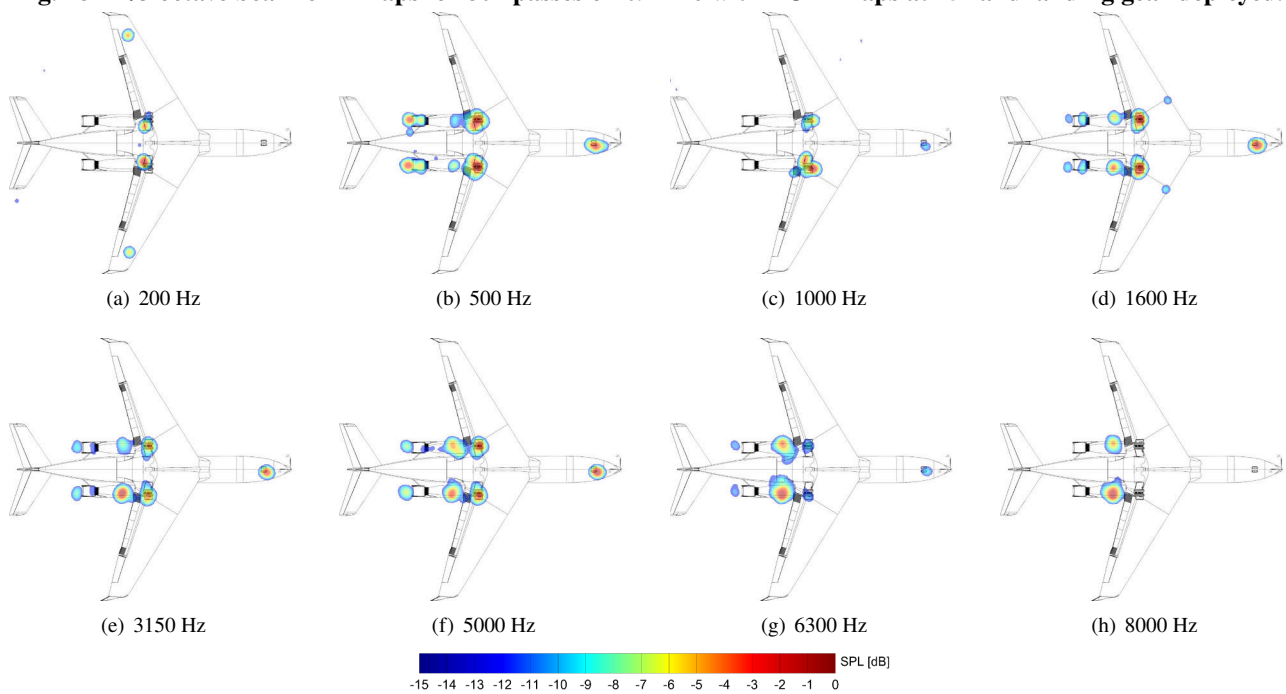 (a) 200 Hz
(b) 500 Hz
(c) 1000 Hz
(d) 1600 Hz
(e) 3150 Hz
(f) 5000 Hz
(g) 6300 Hz
(h) 8000 Hz
SPL [dB]
-15 -14 -13 -12 -11 -10 -9 -8 -7 -6 -5 -4 -3 -2 -1 0